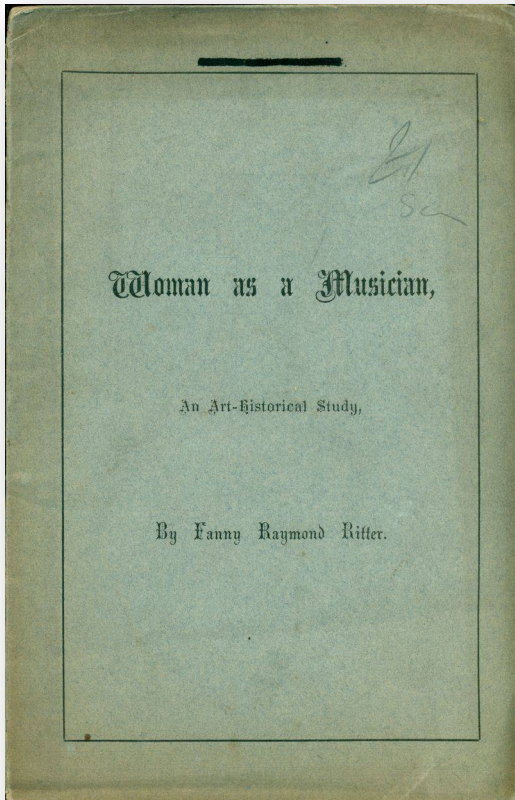 Woman as a Musician,
An Art-Historical Study,
By Fanny Raymond Ritter.